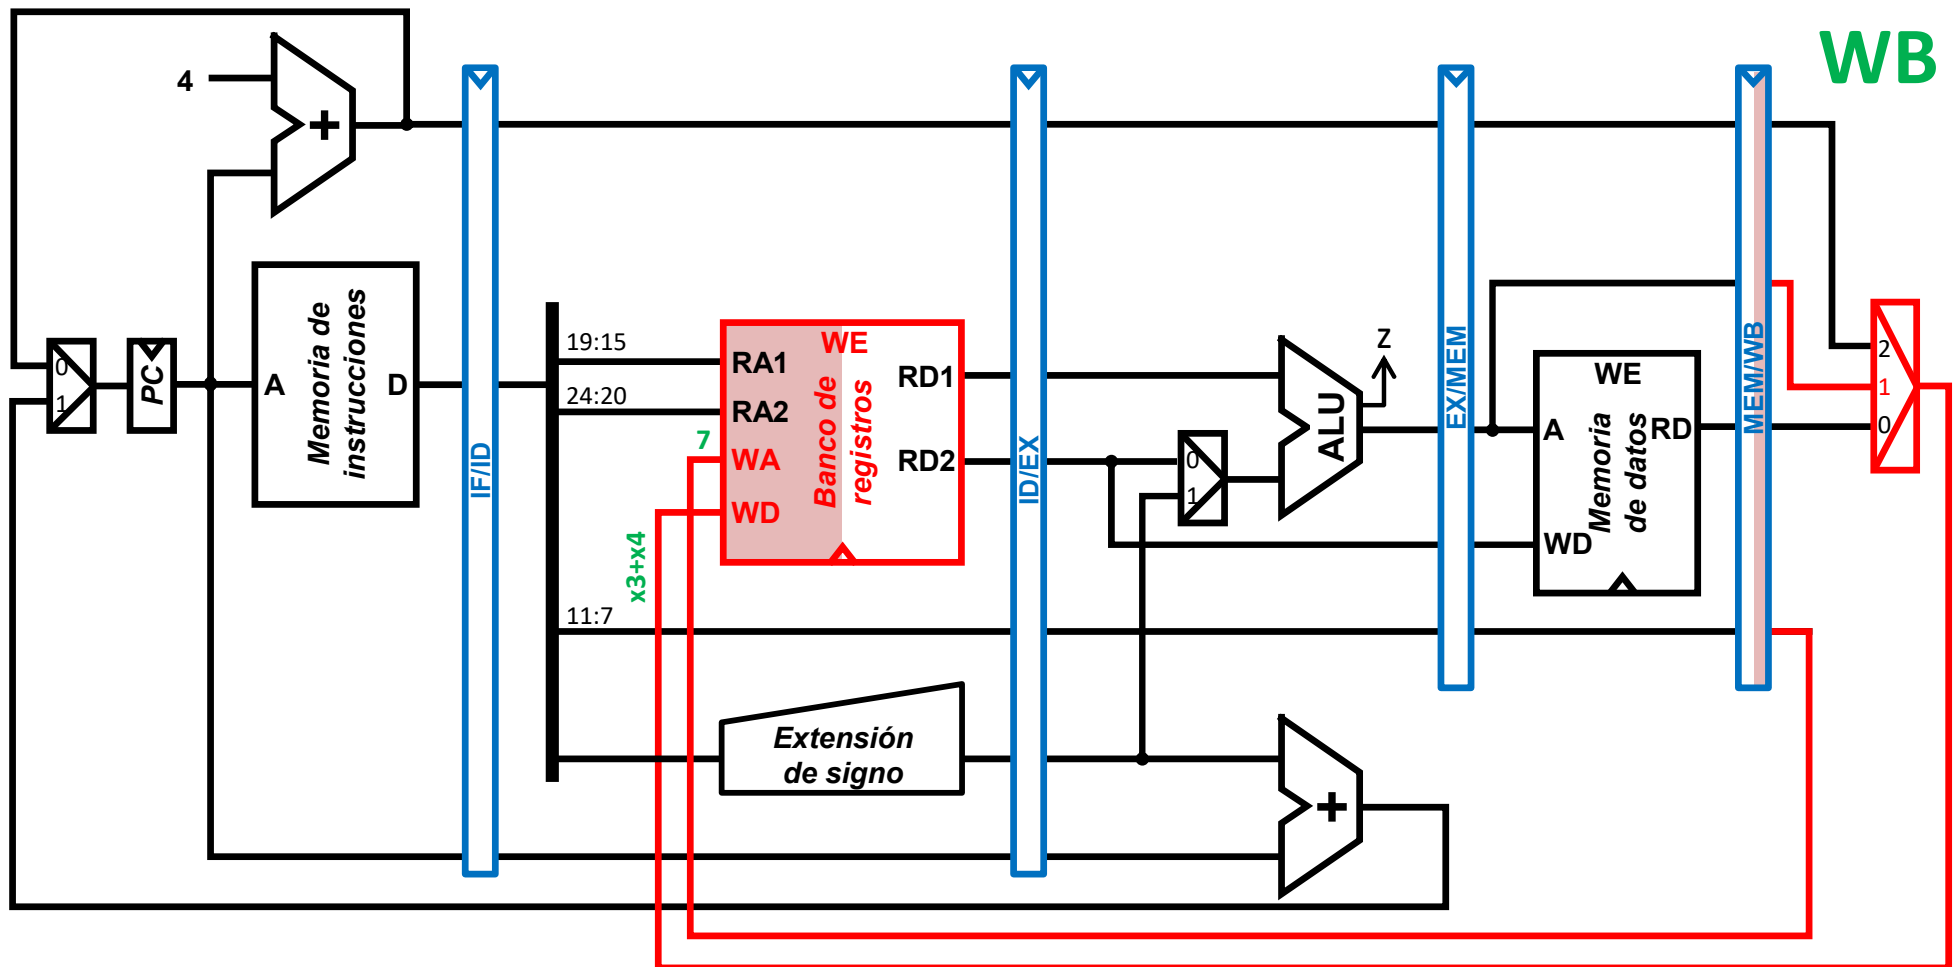 WB
4
+
Memoria de
instrucciones
A
D
0
1
PC
IF/ID
19:15
24:20
7
x3+x4
11:7
WE
RA1
RA2
WA
WD
Banco de
registros
RD1
RD2
ID/EX
Extensión
de signo
0
1
ALU
Z
+
EX/MEM
WE
A
RD
WD
Memoria
de datos
MEM/WB
2
1
0